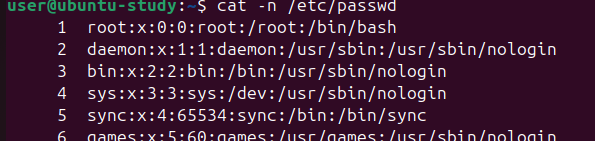 user@ubuntu-study:~$ cat -n /etc/passwd
1 root:x:0:0:root:/root:/bin/bash
2 daemon:x:1:1:daemon:/usr/sbin:/usr/sbin/nologin
3 bin:x:2:2:bin:/bin:/usr/sbin/nologin
4 sys:x:3:3:sys:/dev:/usr/sbin/nologin
5 sync:x:4:65534:sync:/bin:/bin/sync
6 games:x:5:60:games:/usr/games:/usr/sbin/nologin